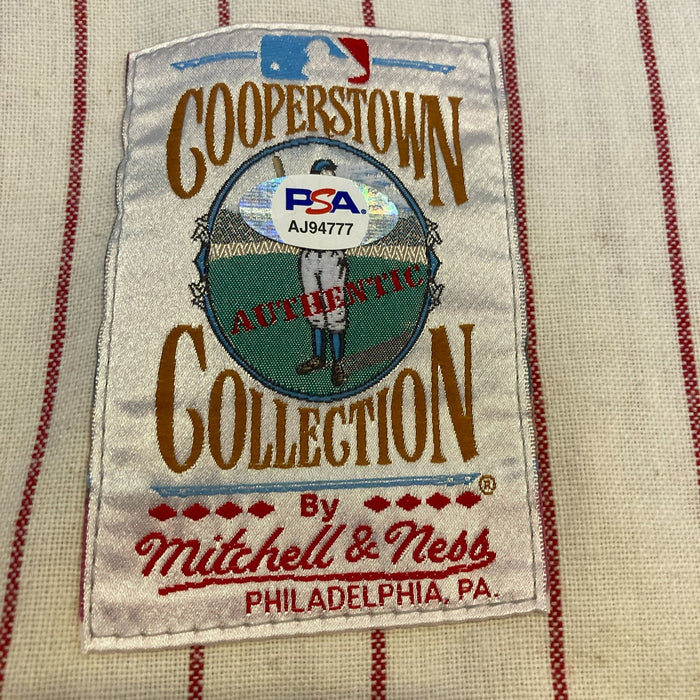 COOPERSTOWN
PSA.
AJ94777
AUTHENTIC
COLLECTION
®
By
Mitchell & Ness
PHILADELPHIA, PA.